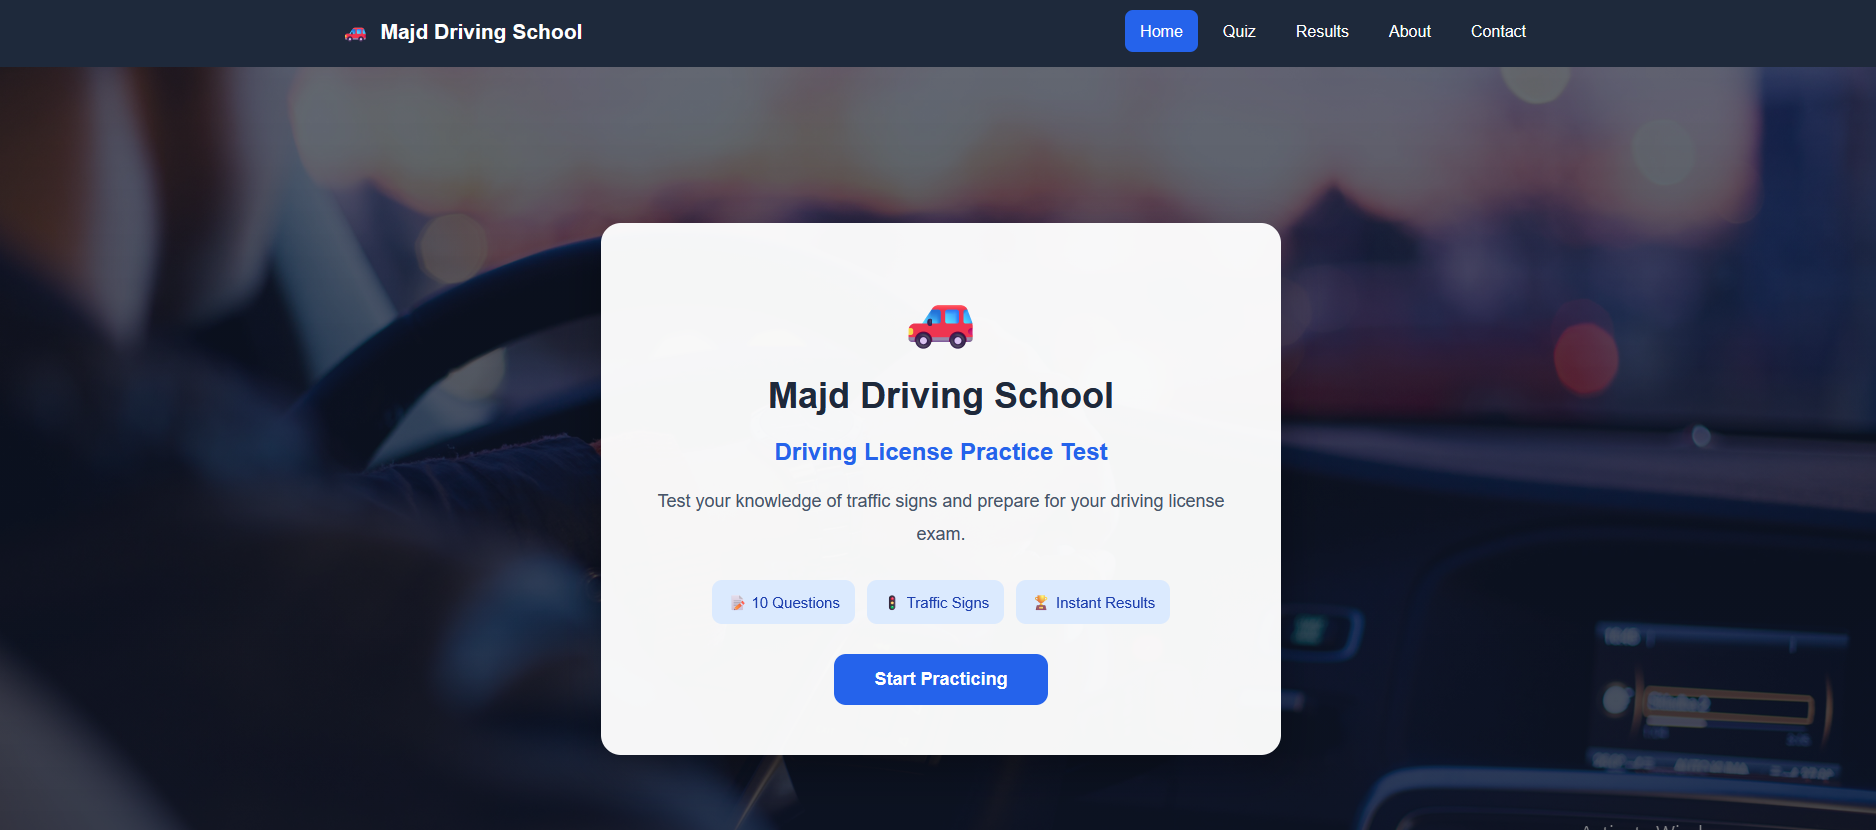 Majd Driving School
Home
Quiz
Results
About
Contact
Majd Driving School
Driving License Practice Test
Test your knowledge of traffic signs and prepare for your driving license
exam.
10 Questions
Traffic Signs
Instant Results
Start Practicing